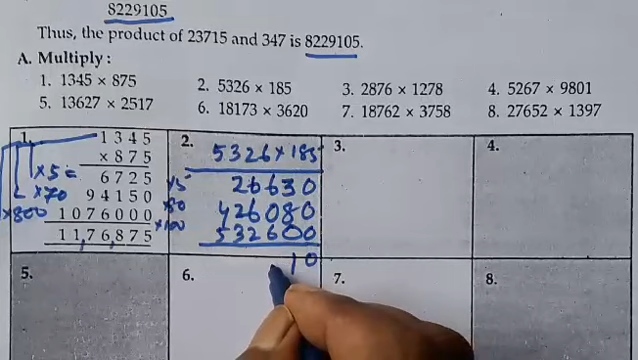 8229105
Thus, the product of 23715 and 347 is 8229105.
A. Multiply :
1. 1345 × 875
2. 5326 × 185
3. 2876 × 1278
4. 5267 × 9801
5. 13627 × 2517
6. 18173 × 3620
7. 18762 × 3758
8. 27652 × 1397
1.
1345
×875
×5=
6725
×70
94150
×800
1076000
11,76,875
2.
5326×185
×5
26630
×80
426080
×100
532600
10
3.
4.
5.
6.
7.
8.